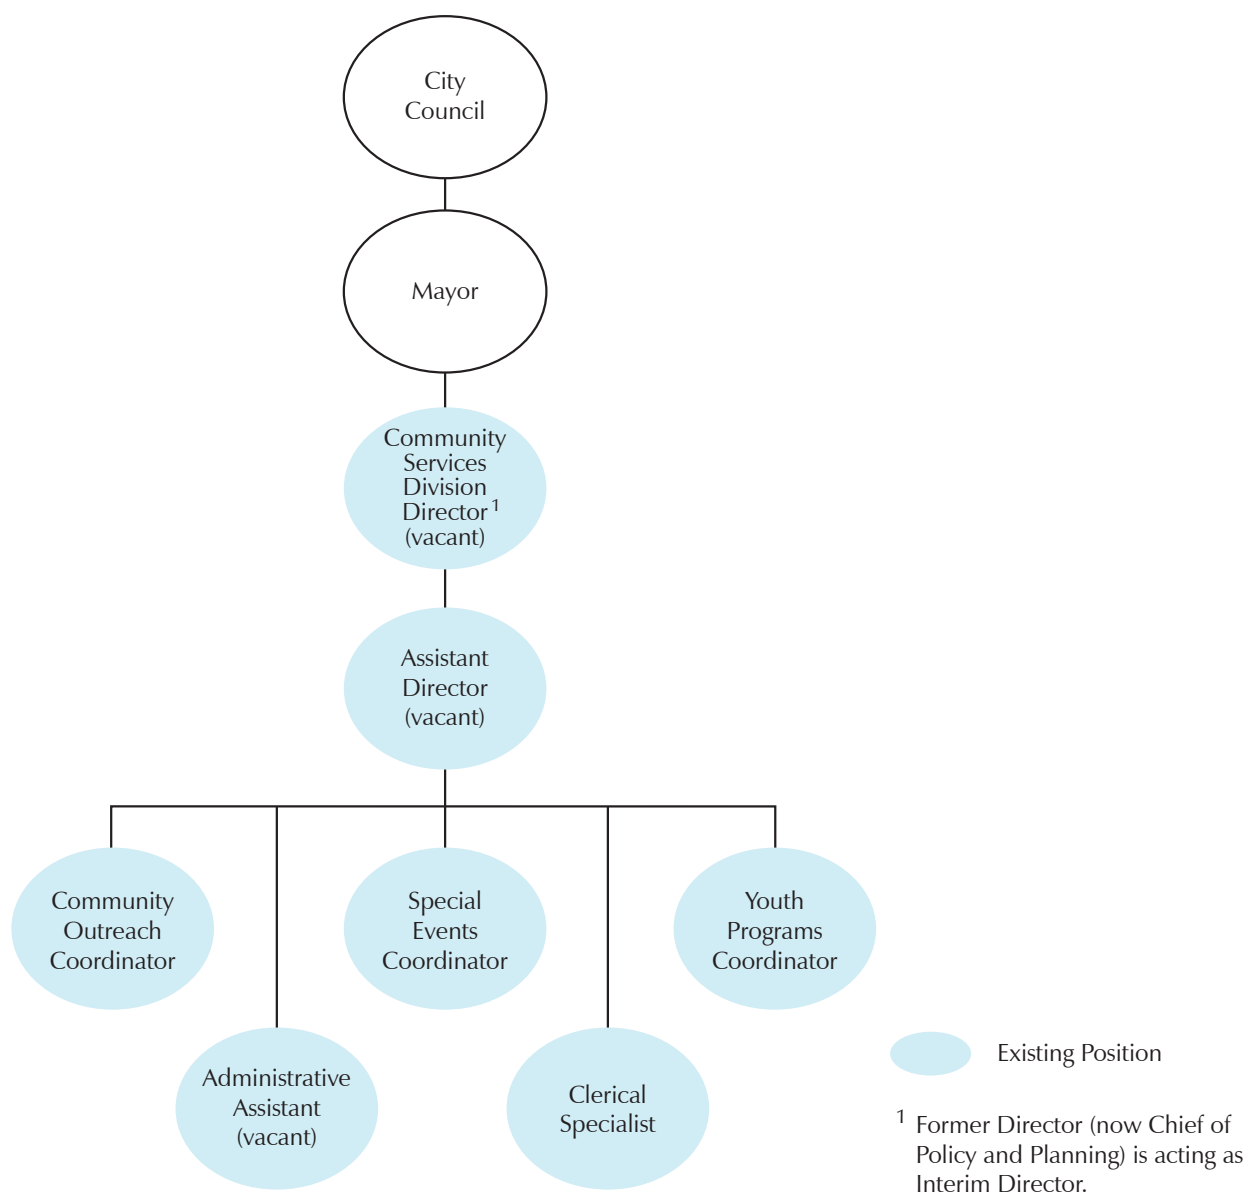 City
Council
Mayor
Community
Services
Division
Director 1
(vacant)
Assistant
Director
(vacant)
Community
Outreach
Coordinator
Special
Events
Coordinator
Youth
Programs
Coordinator
Administrative
Assistant
(vacant)
Clerical
Specialist
Existing Position
1 Former Director (now Chief of
Policy and Planning) is acting as
Interim Director.